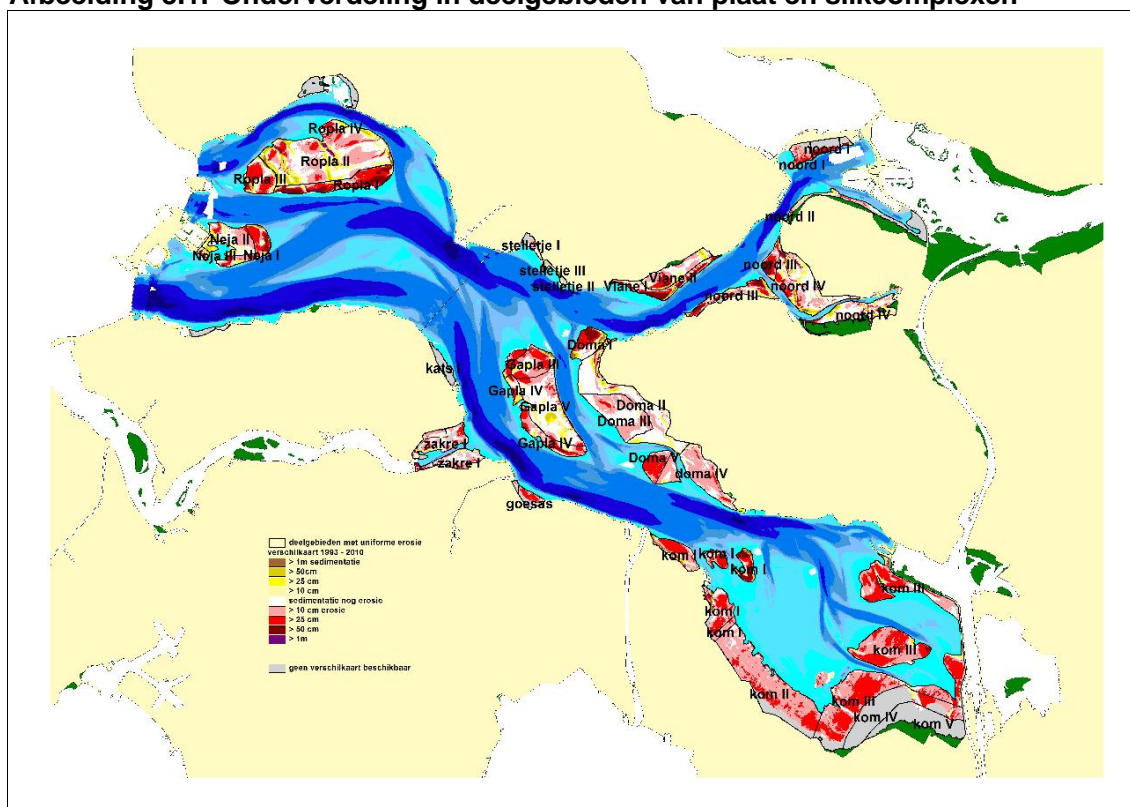 Afbeelding 3.1. Onderverdeling in deelgebieden van plaat en slikcomplexen
Ropla IV
Ropla II
Ropla III
Ropla I
noord I
noord I
noord II
Neja II
Neja III
Neja I
stelletje I
stelletje III
stelletje II
Viane I
Viane II
noord III
noord III
noord IV
noord IV
Doma I
kats I
Gapla III
Gapla IV
Gapla V
Doma II
Doma III
Gapla IV
zakre I
zakre I
Doma V
doma IV
goesas
kom I
kom I
kom I
kom III
kom I
kom I
kom III
kom II
kom III
kom IV
kom V
deelgebieden met uniforme erosie
verschilkaart 1993 - 2010
> 1m sedimentatie
> 50cm
> 25 cm
> 10 cm
sedimentatie nog erosie
> 10 cm erosie
> 25 cm
> 50 cm
> 1m
geen verschilkaart beschikbaar